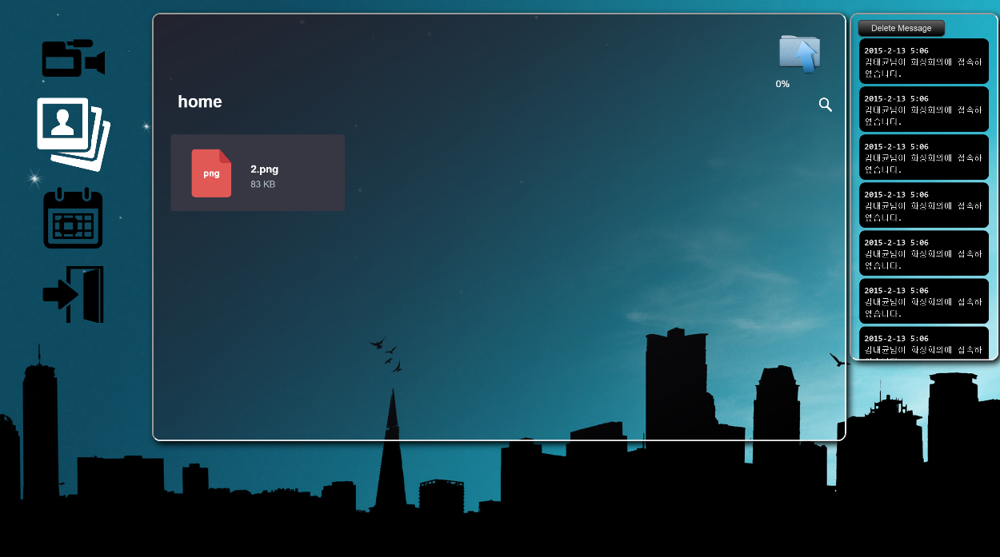 0%
home
png
2.png
83 KB
Delete Message
2015-2-13 5:06
김태균님이 화상회의에 접속하
였습니다.
2015-2-13 5:06
김태균님이 화상회의에 접속하
였습니다.
2015-2-13 5:06
김태균님이 화상회의에 접속하
였습니다.
2015-2-13 5:06
김태균님이 화상회의에 접속하
였습니다.
2015-2-13 5:06
김태균님이 화상회의에 접속하
였습니다.
2015-2-13 5:06
김태균님이 화상회의에 접속하
였습니다.
2015-2-13 5:06
김태균님이 화상회의에 접속하